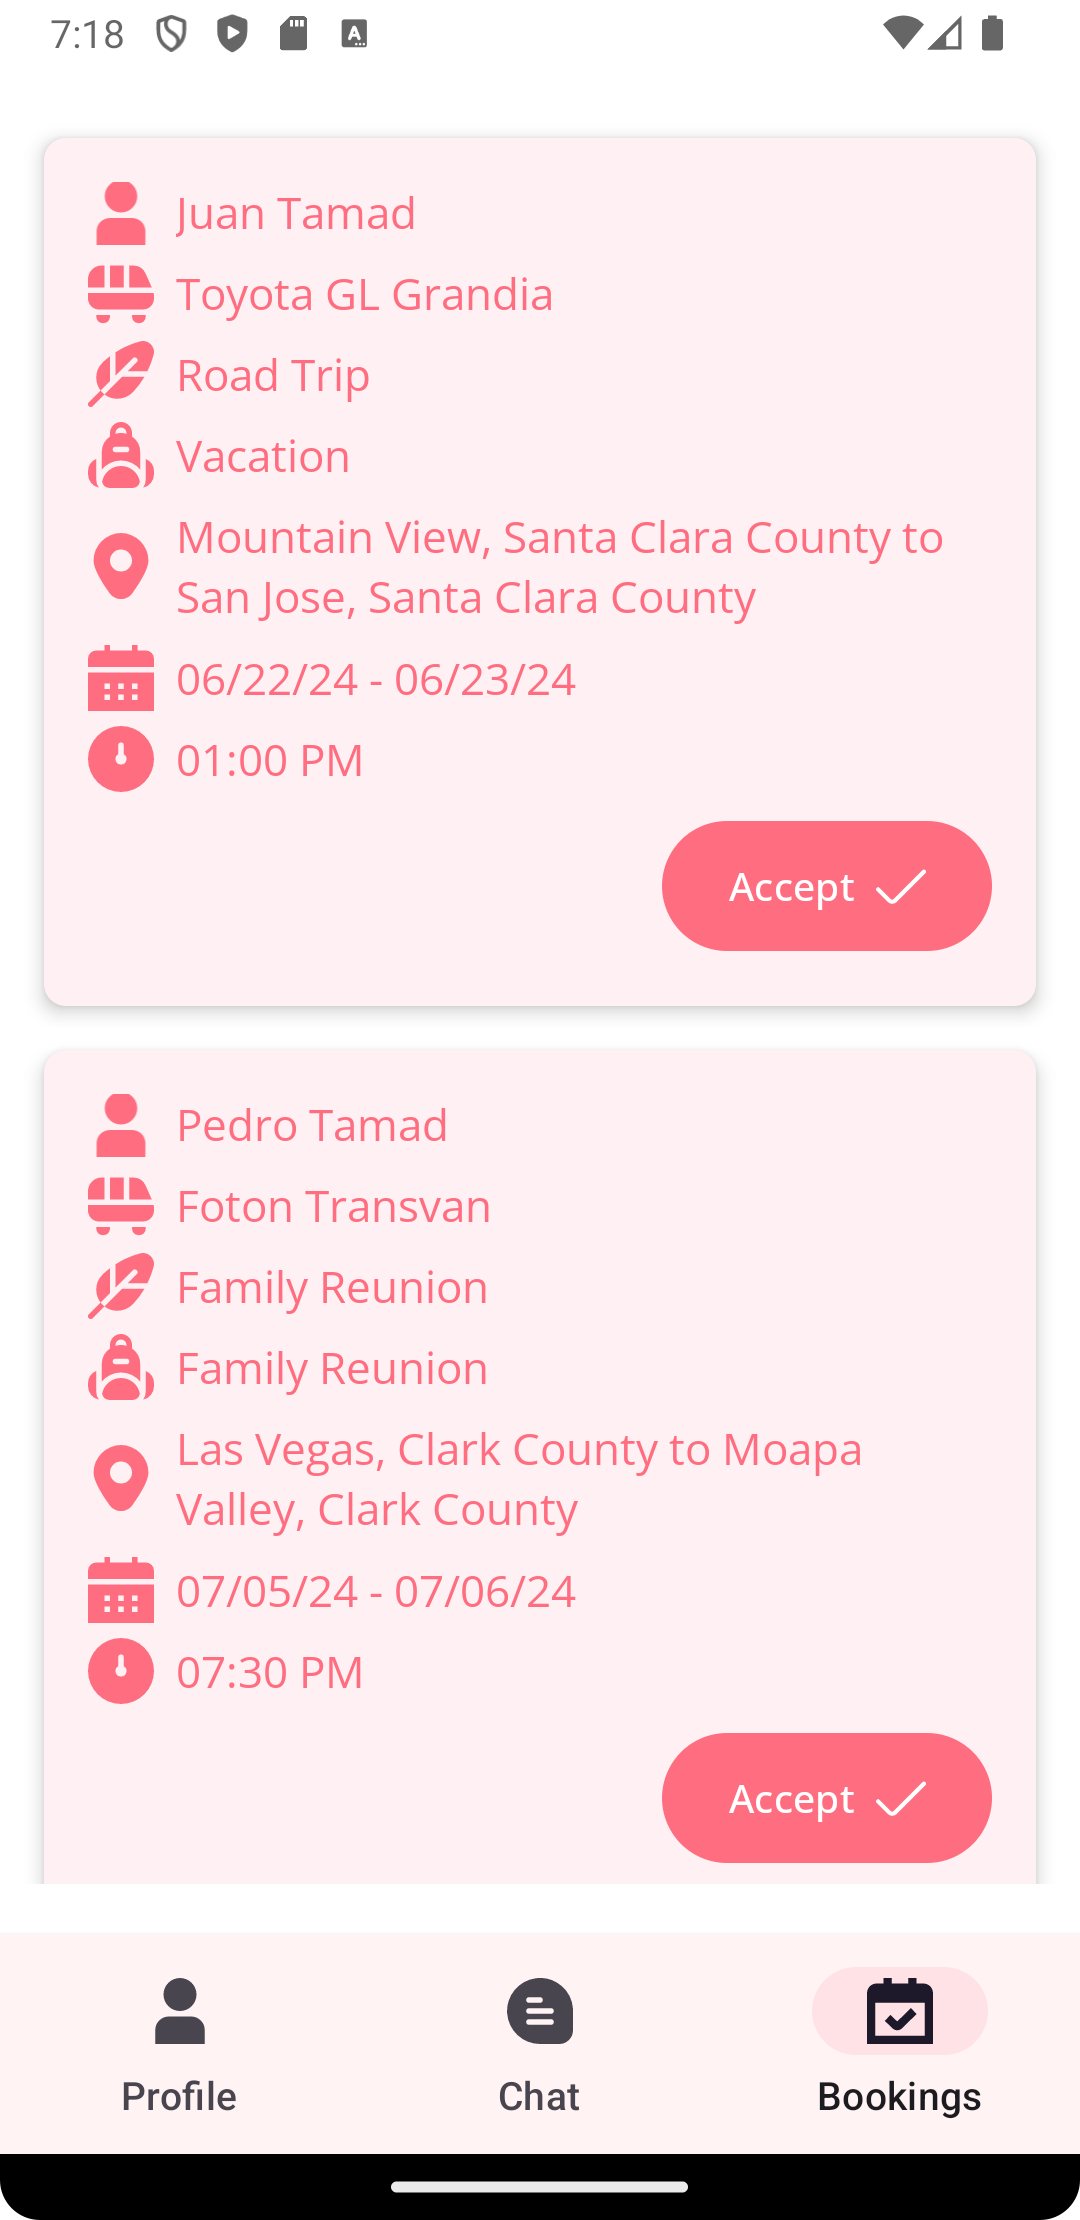 7:18
Juan Tamad
Toyota GL Grandia
Road Trip
Vacation
Mountain View, Santa Clara County to
San Jose, Santa Clara County
06/22/24 - 06/23/24
01:00 PM
Accept
Pedro Tamad
Foton Transvan
Family Reunion
Family Reunion
Las Vegas, Clark County to Moapa
Valley, Clark County
07/05/24 - 07/06/24
07:30 PM
Accept
Profile
Chat
Bookings